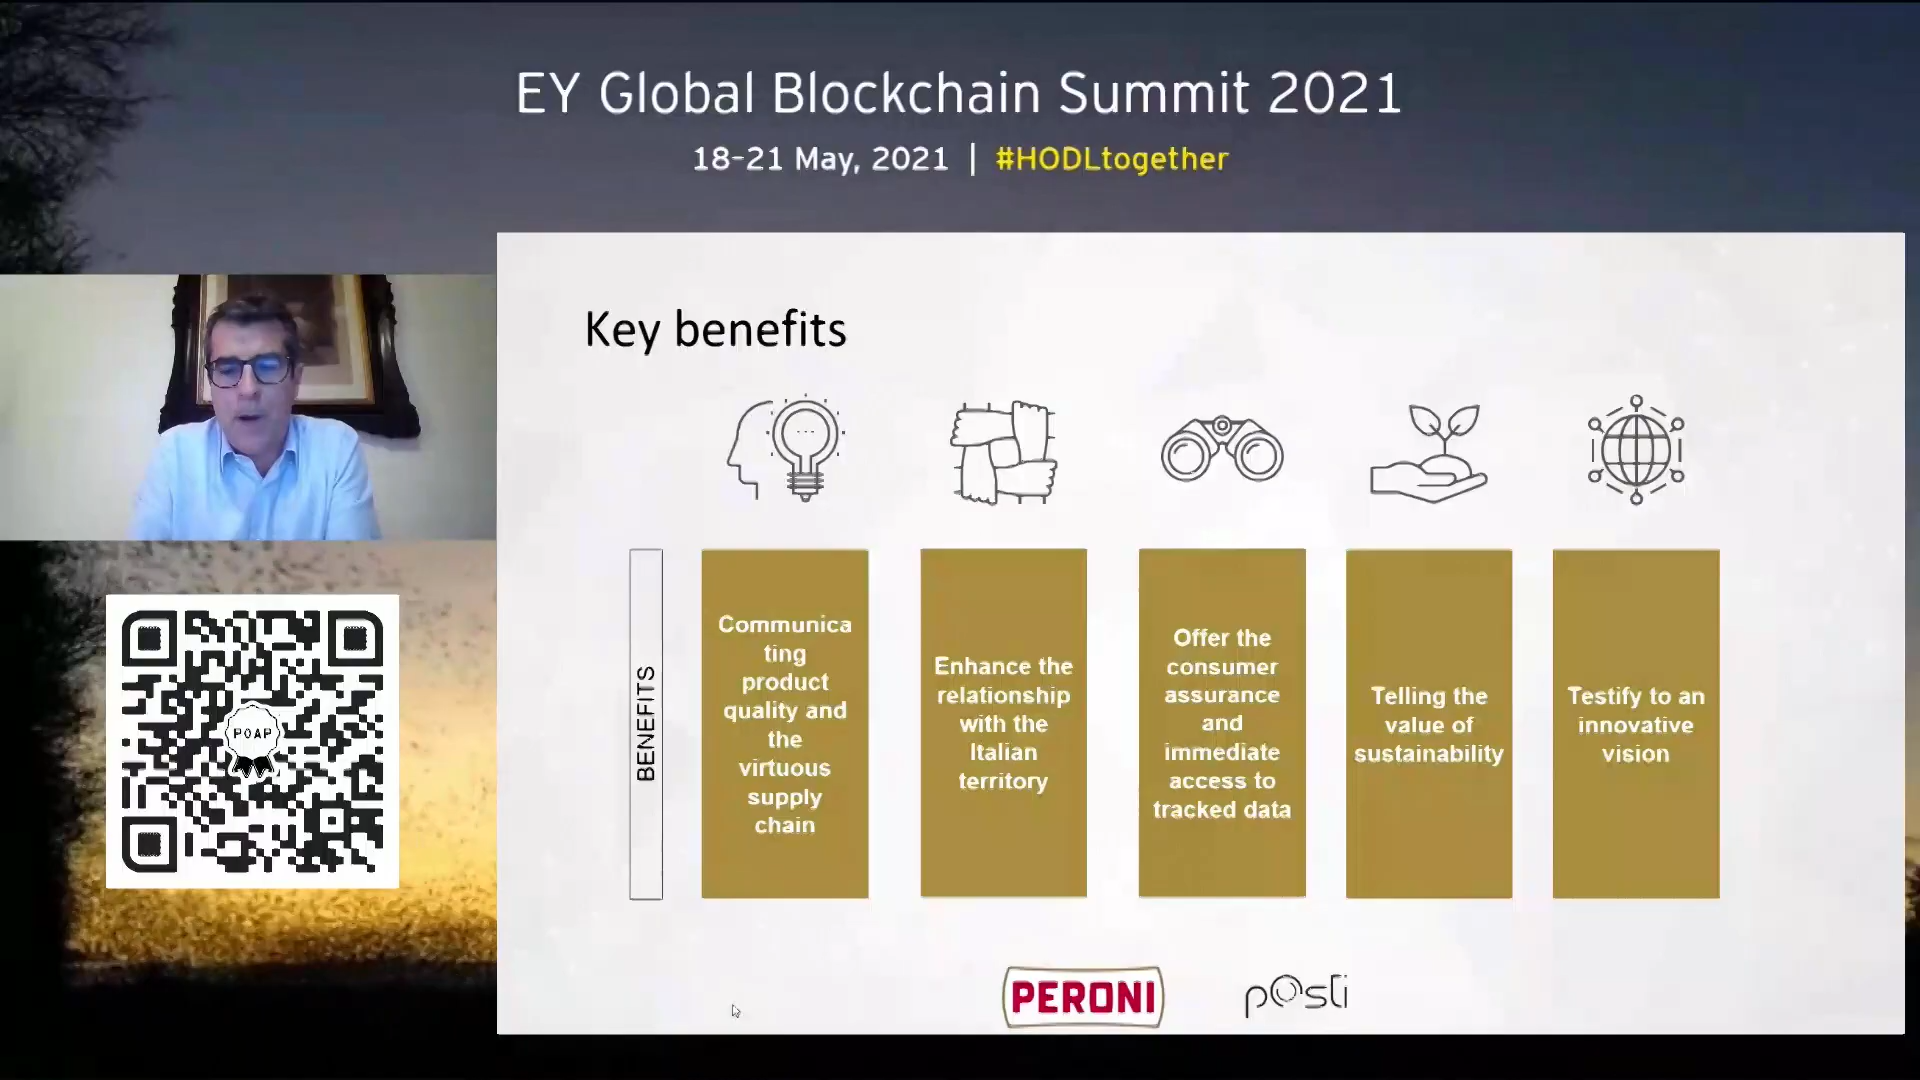 EY Global Blockchain Summit 2021
18-21 May, 2021 | #HODLtogether
Key benefits
BENEFITS
Communica
ting
product
quality and
the
virtuous
supply
chain
Enhance the
relationship
with the
Italian
territory
Offer the
consumer
assurance
and
immediate
access to
tracked data
Telling the
value of
sustainability
Testify to an
innovative
vision
POAP
PERONI
posti